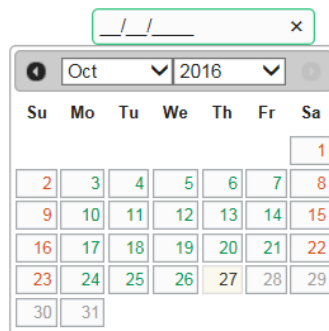 __/__/____ ×
Oct 2016
Su Mo Tu We Th Fr Sa
1
2 3 4 5 6 7 8
9 10 11 12 13 14 15
16 17 18 19 20 21 22
23 24 25 26 27 28 29
30 31